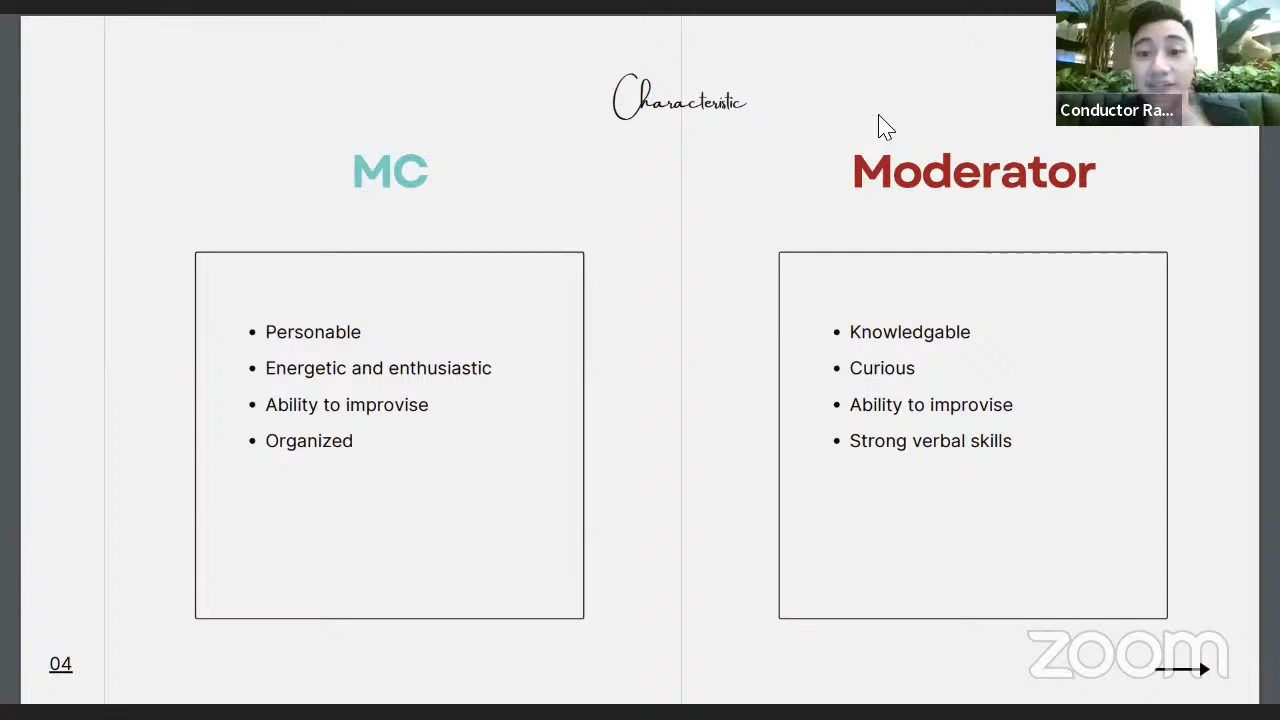 Characteristic
Conductor Ra...
MC
Moderator
• Personable
• Energetic and enthusiastic
• Ability to improvise
• Organized
• Knowledgable
• Curious
• Ability to improvise
• Strong verbal skills
04
zoom